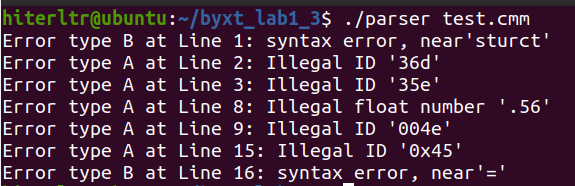 hiterltr@ubuntu:~/byxt_lab1_3$ ./parser test.cmm
Error type B at Line 1: syntax error, near'sturct'
Error type A at Line 2: Illegal ID '36d'
Error type A at Line 3: Illegal ID '35e'
Error type A at Line 8: Illegal float number '.56'
Error type A at Line 9: Illegal ID '004e'
Error type A at Line 15: Illegal ID '0x45'
Error type B at Line 16: syntax error, near'='